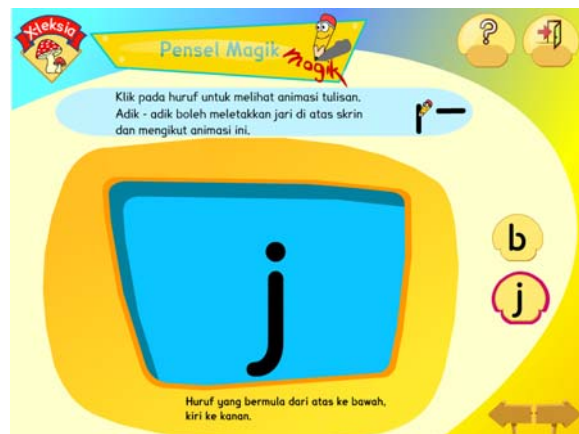 X-leksia
Pensel Magik
magik
?
Klik pada huruf untuk melihat animasi tulisan.
Adik - adik boleh meletakkan jari di atas skrin
dan mengikut animasi ini.
j
b
j
Huruf yang bermula dari atas ke bawah,
kiri ke kanan.